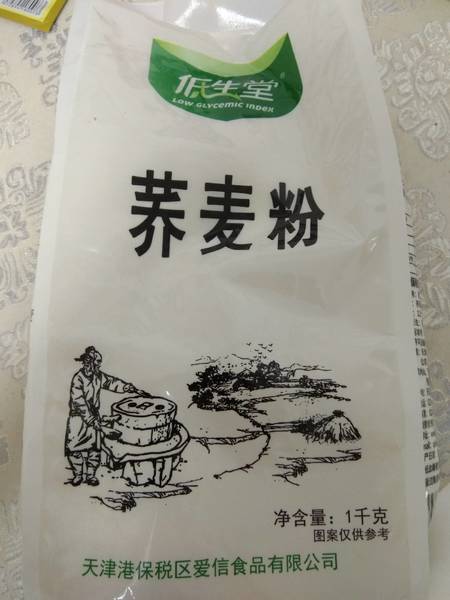 低生堂
LOW GLYCEMIC INDEX
荞麦粉
净含量：1千克
图案仅供参考
天津港保税区爱信食品有限公司